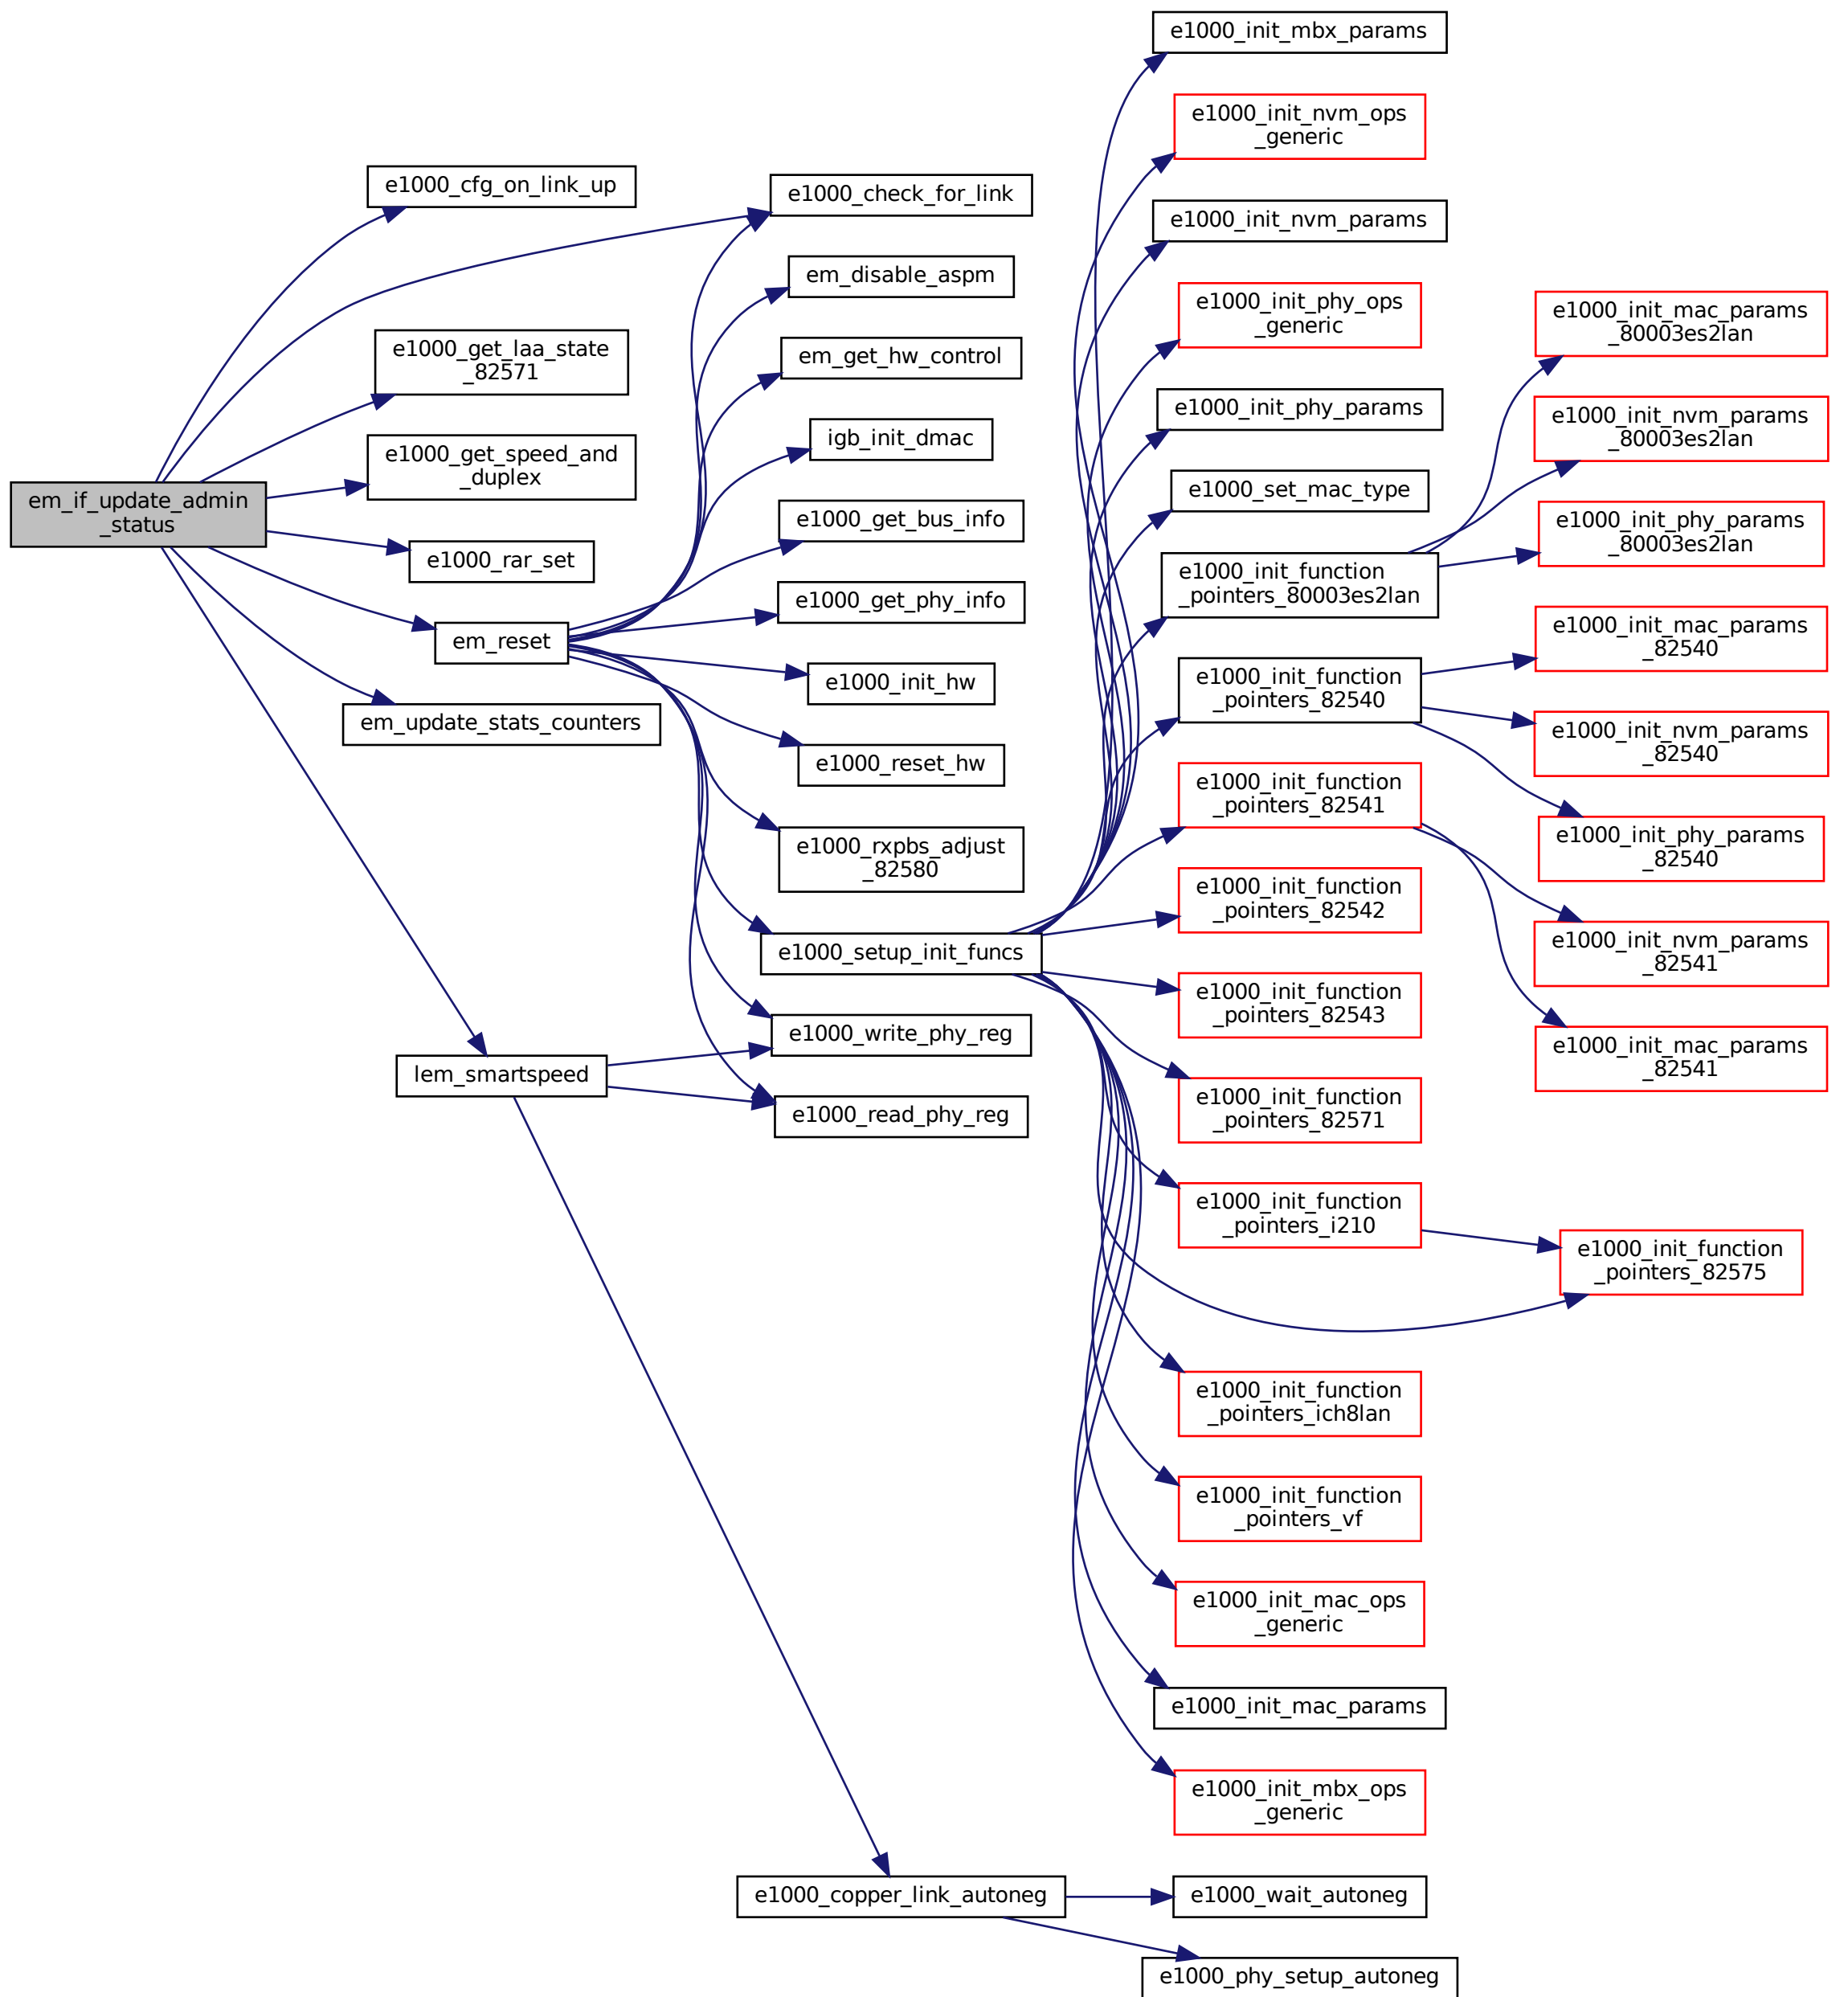 em_if_update_admin
_status
e1000_cfg_on_link_up
e1000_get_laa_state
_82571
e1000_get_speed_and
_duplex
e1000_rar_set
em_reset
em_update_stats_counters
lem_smartspeed
e1000_check_for_link
em_disable_aspm
em_get_hw_control
igb_init_dmac
e1000_get_bus_info
e1000_get_phy_info
e1000_init_hw
e1000_reset_hw
e1000_rxpbs_adjust
_82580
e1000_setup_init_funcs
e1000_write_phy_reg
e1000_read_phy_reg
e1000_copper_link_autoneg
e1000_init_mbx_params
e1000_init_nvm_ops
_generic
e1000_init_nvm_params
e1000_init_phy_ops
_generic
e1000_init_phy_params
e1000_set_mac_type
e1000_init_function
_pointers_80003es2lan
e1000_init_function
_pointers_82540
e1000_init_function
_pointers_82541
e1000_init_function
_pointers_82542
e1000_init_function
_pointers_82543
e1000_init_function
_pointers_82571
e1000_init_function
_pointers_i210
e1000_init_function
_pointers_ich8lan
e1000_init_function
_pointers_vf
e1000_init_mac_ops
_generic
e1000_init_mac_params
e1000_init_mbx_ops
_generic
e1000_wait_autoneg
e1000_phy_setup_autoneg
e1000_init_mac_params
_80003es2lan
e1000_init_nvm_params
_80003es2lan
e1000_init_phy_params
_80003es2lan
e1000_init_mac_params
_82540
e1000_init_nvm_params
_82540
e1000_init_phy_params
_82540
e1000_init_nvm_params
_82541
e1000_init_mac_params
_82541
e1000_init_function
_pointers_82575